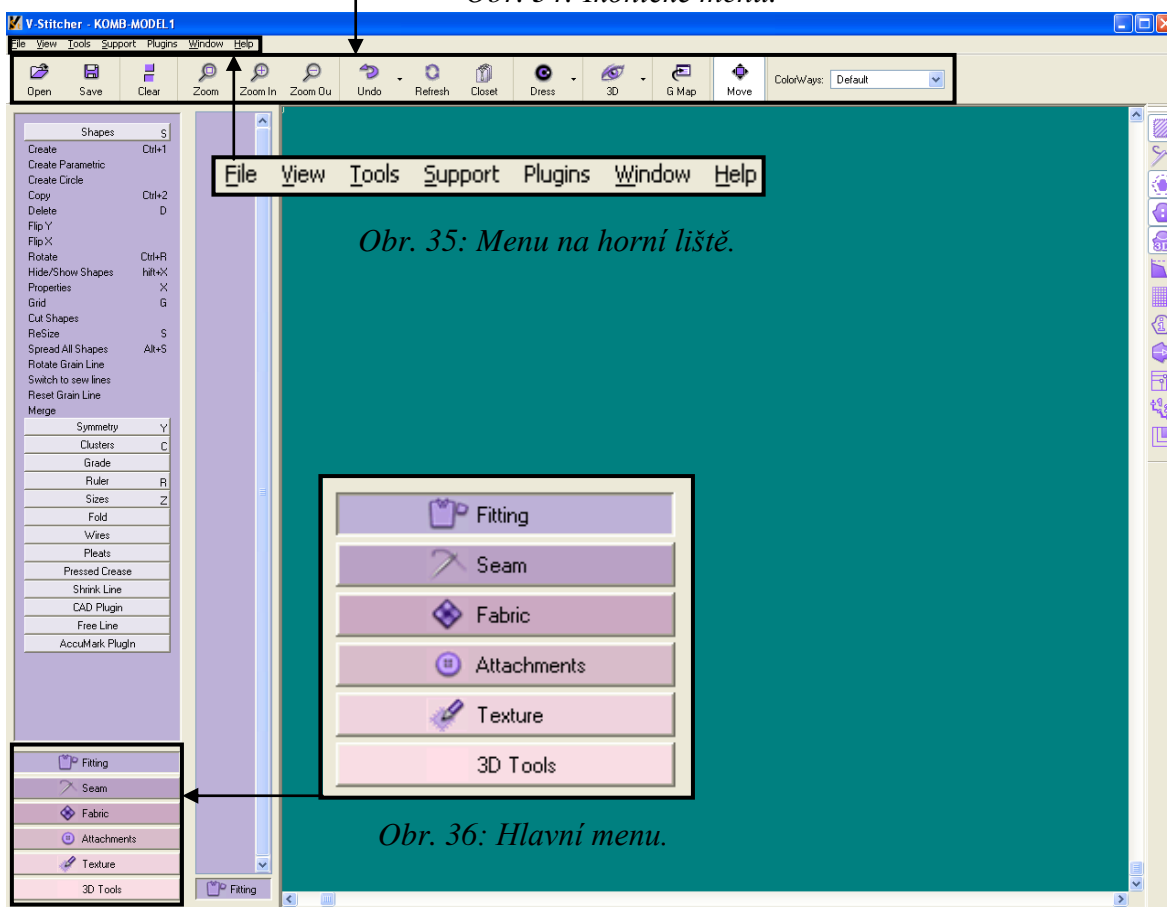 Obr. 34: Ikonické menu.
V-Stitcher - KOMB-MODEL1
File View Tools Support Plugins Window Help
Open Save Clear Zoom Zoom In Zoom Ou Undo Refresh Closet Dress 3D G Map Move ColorWays: Default
Shapes S
Create Ctrl+1
Create Parametric
Create Circle
Copy Ctrl+2
Delete D
Flip Y
Flip X
Rotate Ctrl+R
Hide/Show Shapes hift+X
Properties X
Grid G
Cut Shapes
ReSize S
Spread All Shapes Alt+S
Rotate Grain Line
Switch to sew lines
Reset Grain Line
Merge
Symmetry Y
Clusters C
Grade
Ruler R
Sizes Z
Fold
Wires
Pleats
Pressed Crease
Shrink Line
CAD Plugin
Free Line
AccuMark PlugIn
Fitting
Seam
Fabric
Attachments
Texture
3D Tools
Fitting
File View Tools Support Plugins Window Help
Obr. 35: Menu na horní liště.
Fitting
Seam
Fabric
Attachments
Texture
3D Tools
Obr. 36: Hlavní menu.
3D